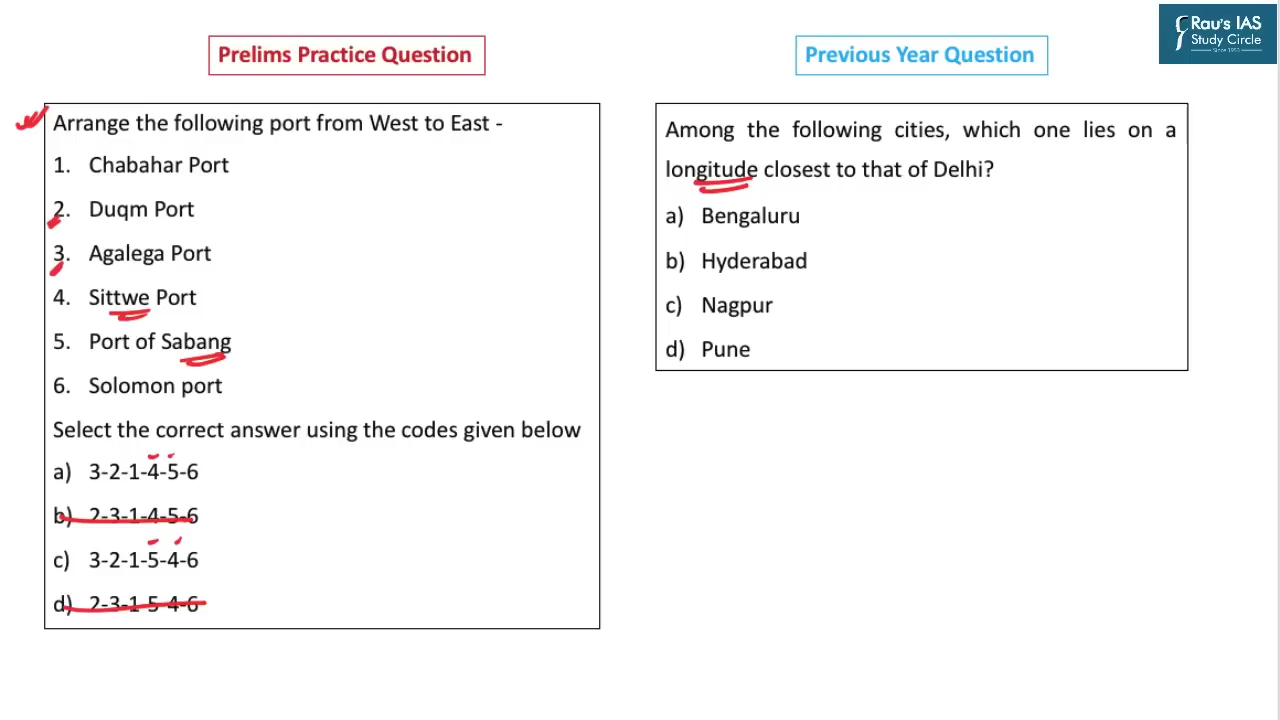 Rau's IAS
Study Circle
Since 1953
Prelims Practice Question
Arrange the following port from West to East -
1. Chabahar Port
2. Duqm Port
3. Agalega Port
4. Sittwe Port
5. Port of Sabang
6. Solomon port
Select the correct answer using the codes given below
a) 3-2-1-4-5-6
b) 2-3-1-4-5-6
c) 3-2-1-5-4-6
d) 2-3-1-5-4-6
Previous Year Question
Among the following cities, which one lies on a
longitude closest to that of Delhi?
a) Bengaluru
b) Hyderabad
c) Nagpur
d) Pune